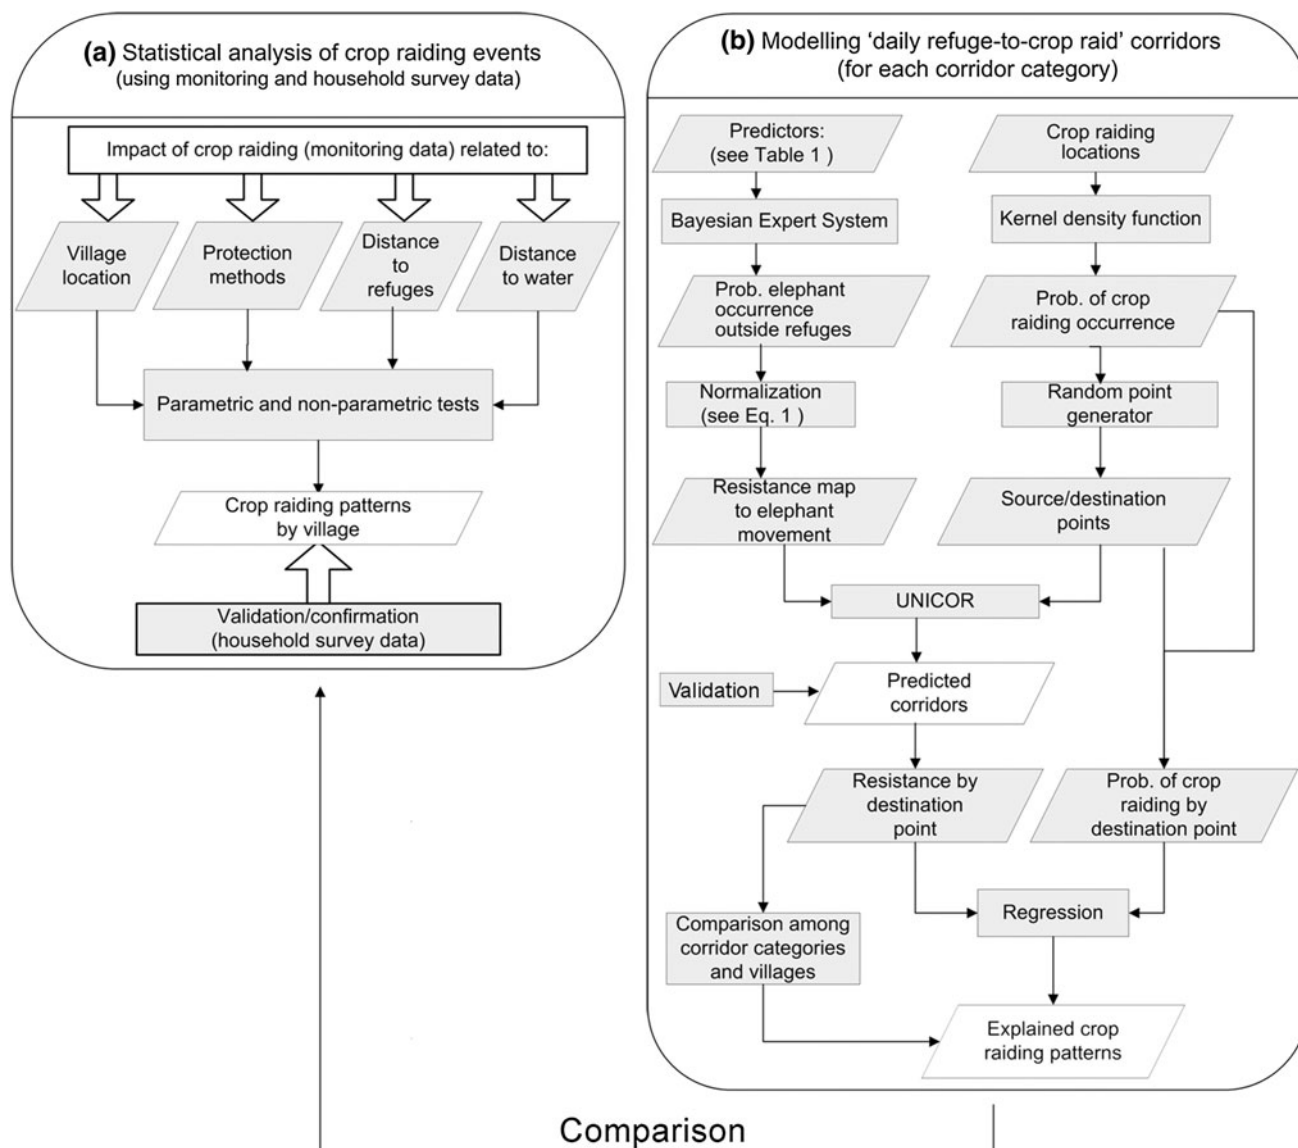 (a) Statistical analysis of crop raiding events
(using monitoring and household survey data)
Impact of crop raiding (monitoring data) related to:
Village
location
Protection
methods
Distance
to
refuges
Distance
to water
Parametric and non-parametric tests
Crop raiding patterns
by village
Validation/confirmation
(household survey data)
(b) Modelling ‘daily refuge-to-crop raid’ corridors
(for each corridor category)
Predictors:
(see Table 1 )
Crop raiding
locations
Bayesian Expert System
Kernel density function
Prob. elephant
occurrence
outside refuges
Prob. of crop
raiding occurrence
Normalization
(see Eq. 1 )
Random point
generator
Resistance map
to elephant
movement
Source/destination
points
UNICOR
Validation
Predicted
corridors
Resistance by
destination
point
Prob. of crop
raiding by
destination point
Regression
Comparison among
corridor categories
and villages
Explained crop
raiding patterns
Comparison